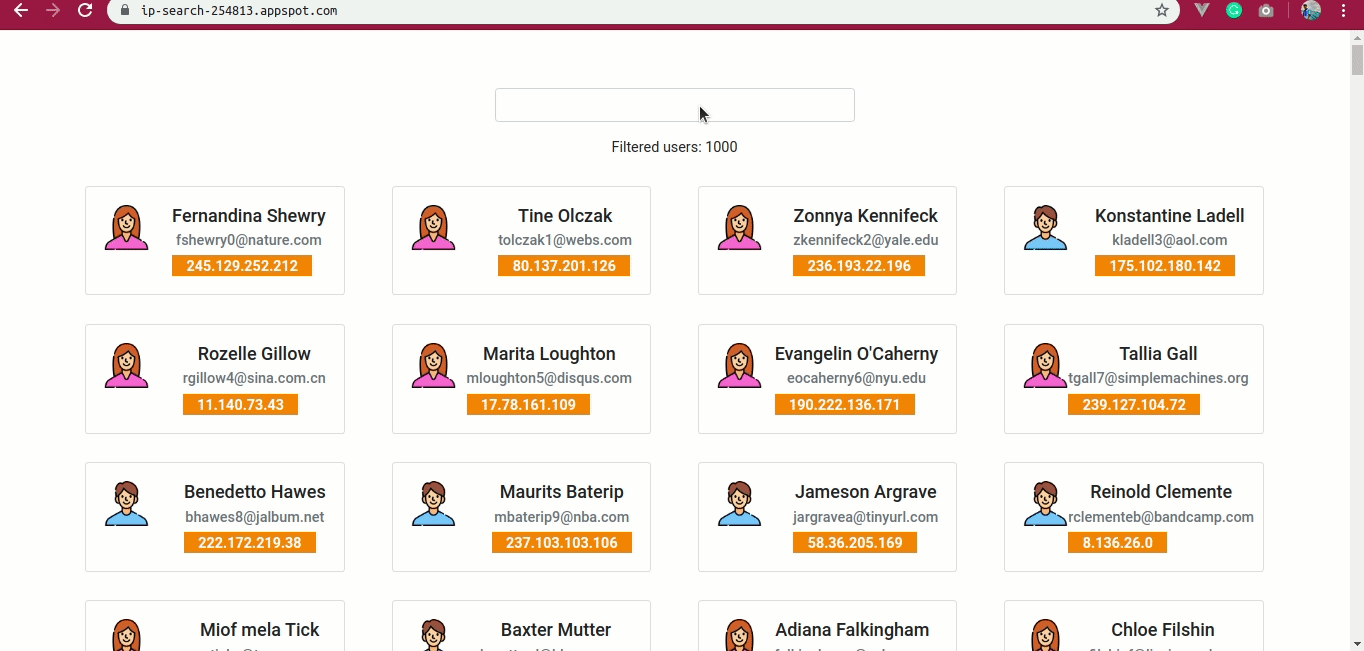 ip-search-254813.appspot.com
Filtered users: 1000
Fernandina Shewry
fshewry0@nature.com
245.129.252.212
Tine Olczak
tolczak1@webs.com
80.137.201.126
Zonnya Kennifeck
zkennifeck2@yale.edu
236.193.22.196
Konstantine Ladell
kladell3@aol.com
175.102.180.142
Rozelle Gillow
rgillow4@sina.com.cn
11.140.73.43
Marita Loughton
mloughton5@disqus.com
17.78.161.109
Evangelin O'Caherny
eocaherny6@nyu.edu
190.222.136.171
Tallia Gall
tgall7@simplemachines.org
239.127.104.72
Benedetto Hawes
bhawes8@jalbum.net
222.172.219.38
Maurits Baterip
mbaterip9@nba.com
237.103.103.106
Jameson Argrave
jargravea@tinyurl.com
58.36.205.169
Reinold Clemente
rclementeb@bandcamp.com
8.136.26.0
Miof mela Tick
Baxter Mutter
Adiana Falkingham
Chloe Filshin